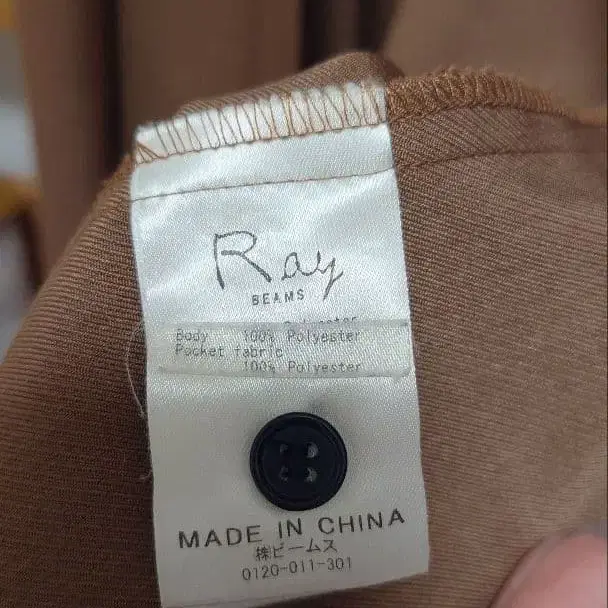 Ray
BEAMS
Body 100% Polyester
Pocket fabric
100% Polyester
MADE IN CHINA
㈱ビームス
0120-011-301